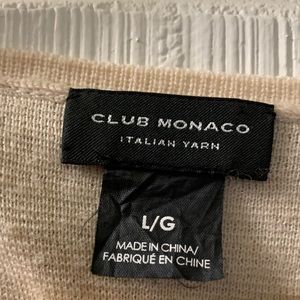 CLUB MONACO
ITALIAN YARN
L/G
MADE IN CHINA/
FABRIQUÉ EN CHINE